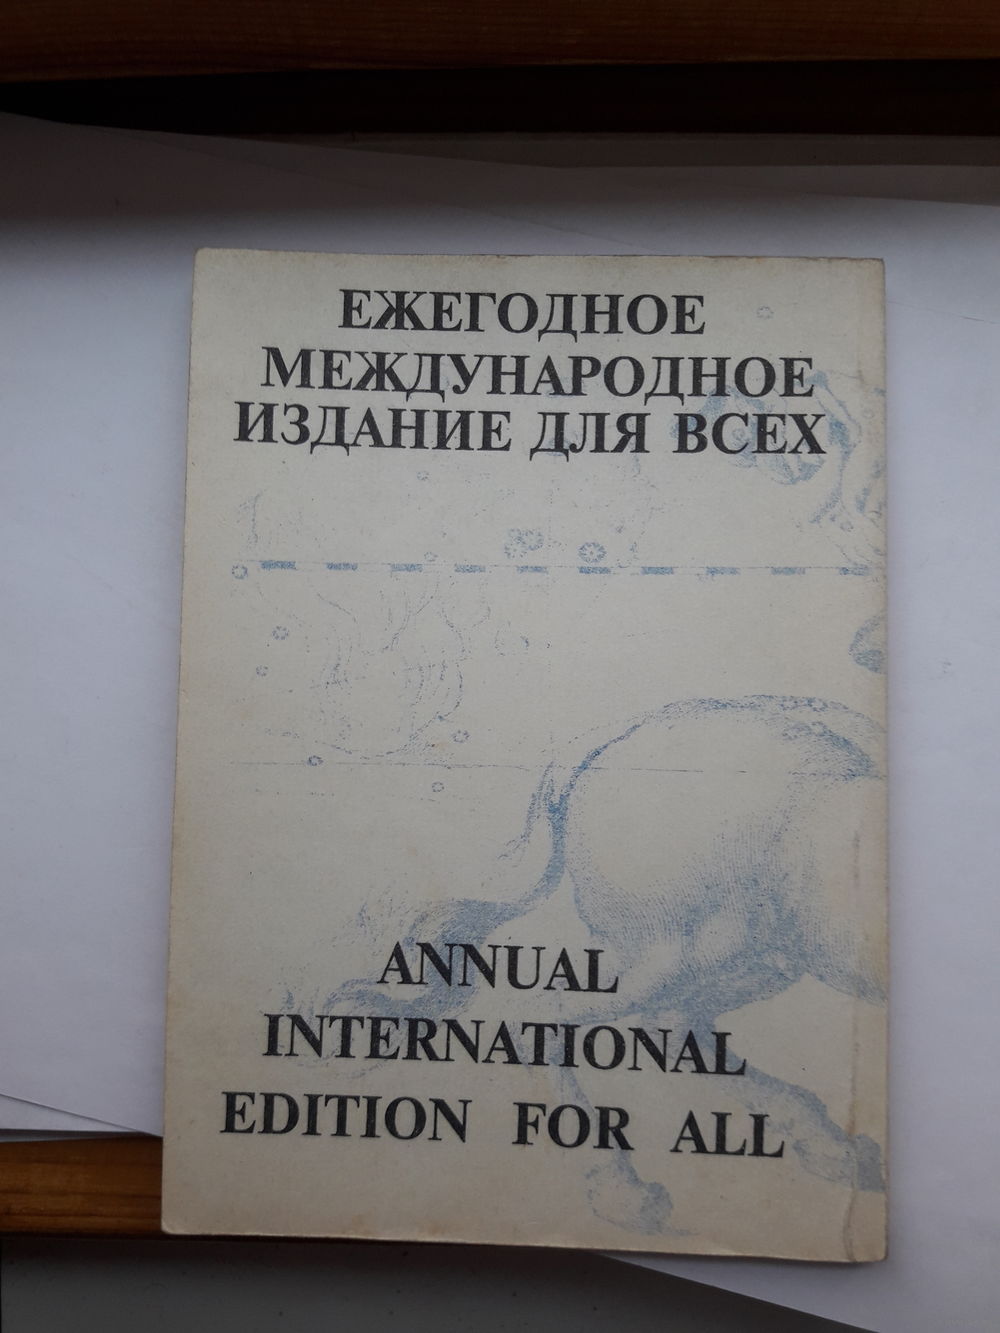 ЕЖЕГОДНОЕ
МЕЖДУНАРОДНОЕ
ИЗДАНИЕ ДЛЯ ВСЕХ
ANNUAL
INTERNATIONAL
EDITION FOR ALL